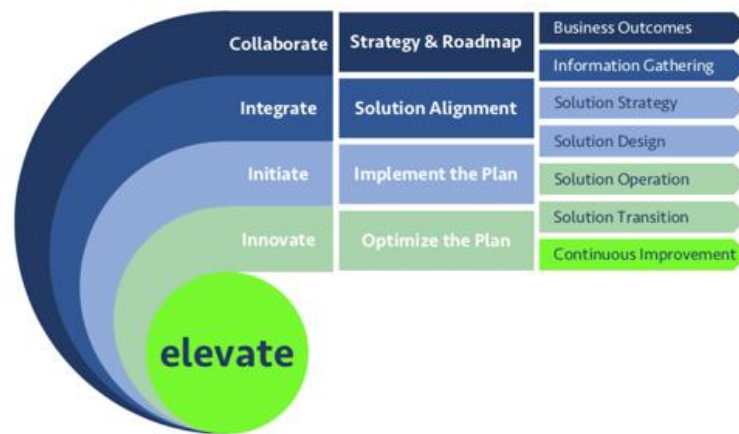 Collaborate
Strategy & Roadmap
Business Outcomes
Information Gathering
Integrate
Solution Alignment
Solution Strategy
Solution Design
Initiate
Implement the Plan
Solution Operation
Solution Transition
Innovate
Optimize the Plan
Continuous Improvement
elevate